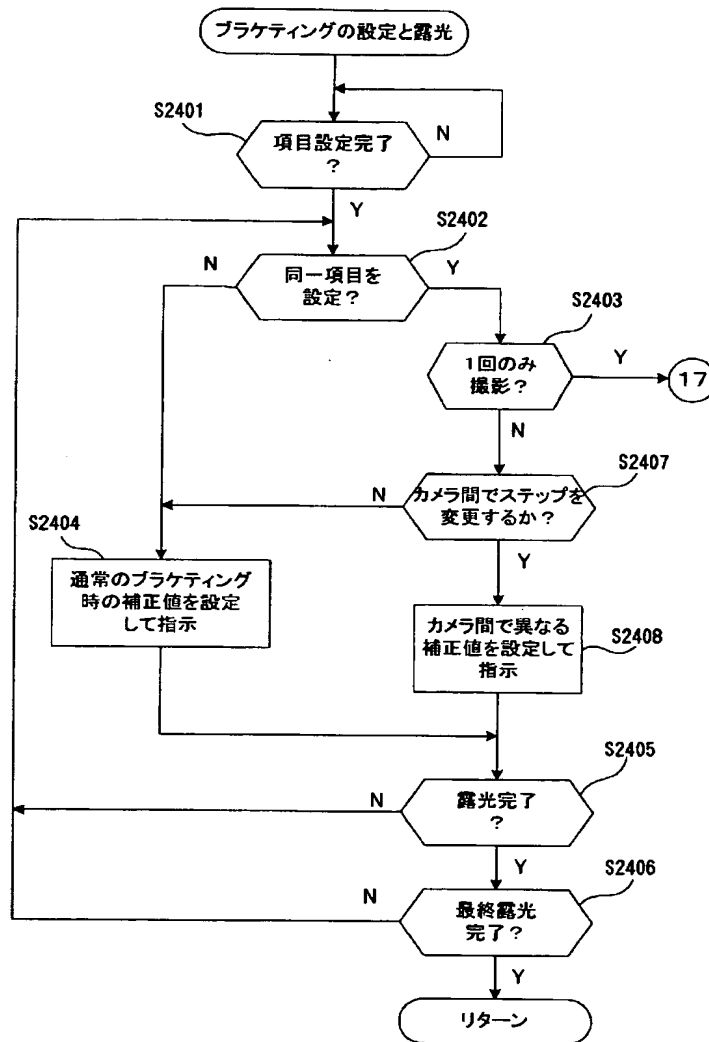 ブラケティングの設定と露光
S2401
項目設定完了
?
N
Y
S2402
N
同一項目を
設定?
Y
S2403
1回のみ
撮影?
Y
17
N
S2407
N
カメラ間でステップを
変更するか?
S2404
Y
通常のブラケティング
時の補正値を設定
して指示
カメラ間で異なる
補正値を設定して
指示
S2408
S2405
N
露光完了
?
Y
S2406
N
最終露光
完了?
Y
リターン